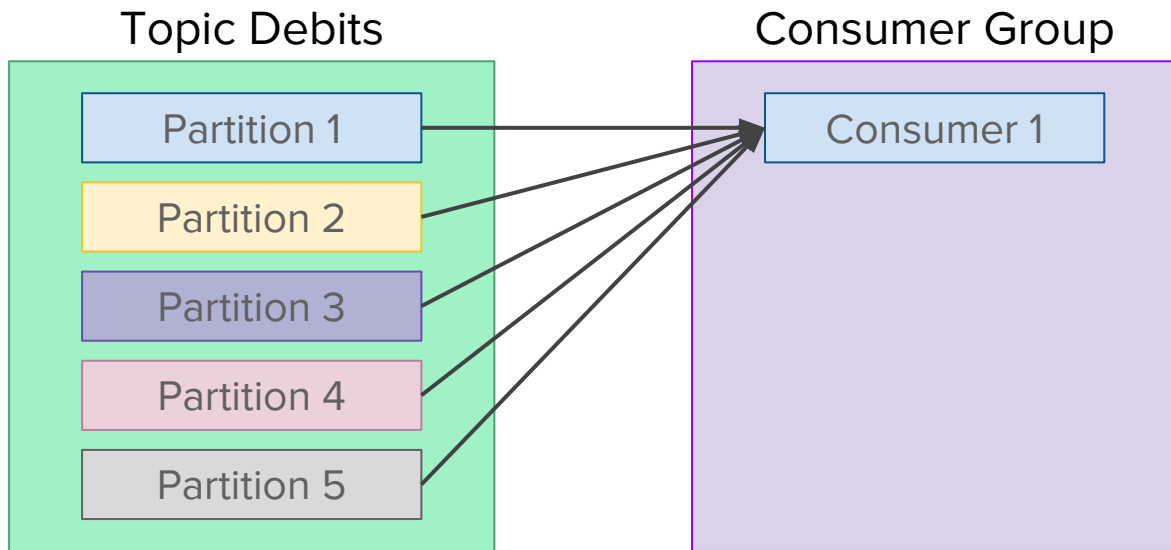 Topic Debits
Consumer Group
Partition 1
Consumer 1
Partition 2
Partition 3
Partition 4
Partition 5